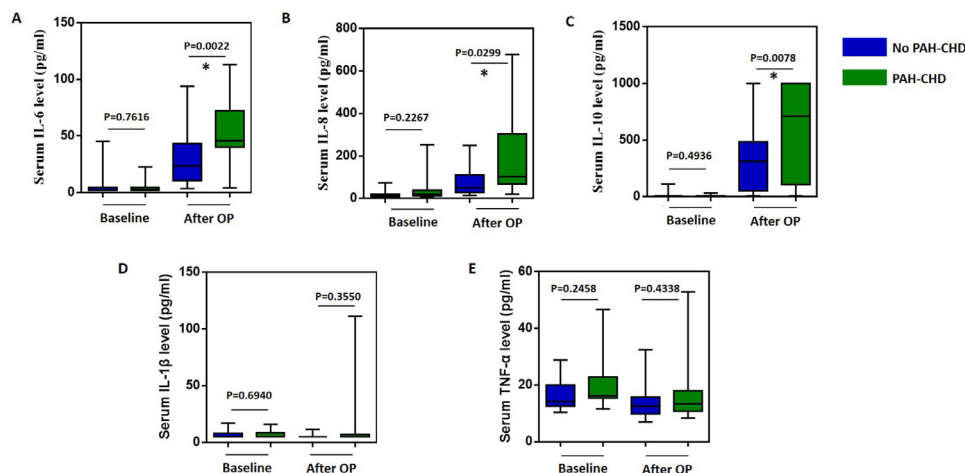 A
Serum IL-6 level (pg/ml)
150
100
50
0
P=0.7616
P=0.0022
*
Baseline
After OP
B
Serum IL-8 level (pg/ml)
800
600
400
200
0
P=0.2267
P=0.0299
*
Baseline
After OP
C
Serum IL-10 level (pg/ml)
1500
1000
500
0
P=0.4936
P=0.0078
*
Baseline
After OP
No PAH-CHD
PAH-CHD
D
Serum IL-1β level (pg/ml)
150
100
50
0
P=0.6940
P=0.3550
Baseline
After OP
E
Serum TNF-α level (pg/ml)
60
40
20
0
P=0.2458
P=0.4338
Baseline
After OP